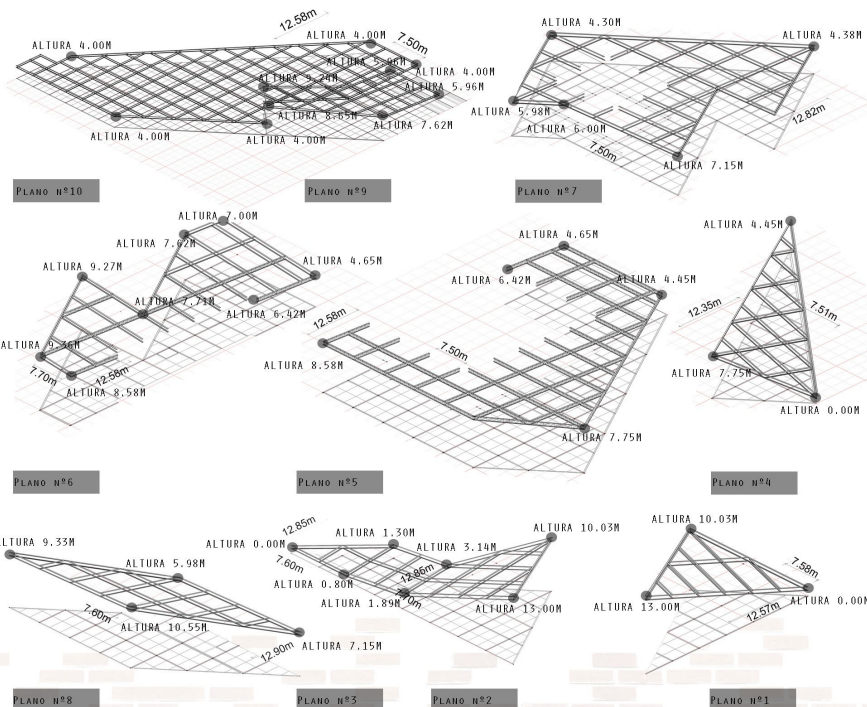 12.58m
ALTURA 4.00M
ALTURA 4.00M
7.50m
ALTURA 5.96M
ALTURA 4.00M
ALTURA 9.24M
ALTURA 5.96M
ALTURA 8.65M
ALTURA 7.62M
ALTURA 4.00M
ALTURA 4.00M
PLANO Nº10
PLANO Nº9
ALTURA 4.30M
ALTURA 4.38M
ALTURA 5.98M
ALTURA 6.00M
12.82m
7.50m
ALTURA 7.15M
PLANO Nº7
ALTURA 7.00M
ALTURA 7.62M
ALTURA 9.27M
ALTURA 4.65M
ALTURA 7.71M
ALTURA 6.42M
ALTURA 9.36M
7.70m
12.58m
ALTURA 8.58M
PLANO Nº6
ALTURA 4.65M
ALTURA 6.42M
ALTURA 4.45M
12.58m
7.50m
ALTURA 8.58M
ALTURA 7.75M
PLANO Nº5
ALTURA 4.45M
12.35m
7.51m
ALTURA 7.75M
ALTURA 0.00M
PLANO Nº4
ALTURA 9.33M
ALTURA 5.98M
7.60m
ALTURA 10.55M
12.90m
ALTURA 7.15M
PLANO Nº8
12.85m
ALTURA 0.00M
ALTURA 1.30M
7.60m
ALTURA 3.14M
ALTURA 10.03M
ALTURA 0.80M
12.86m
ALTURA 1.89M
7.70m
ALTURA 13.00M
PLANO Nº3
PLANO Nº2
ALTURA 10.03M
7.58m
ALTURA 13.00M
ALTURA 0.00M
12.57m
PLANO Nº1